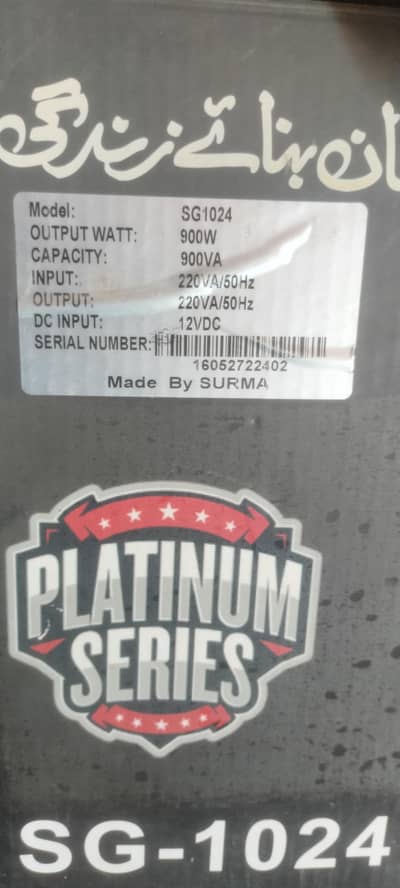 بنائے زندگی
Model: SG1024
OUTPUT WATT: 900W
CAPACITY: 900VA
INPUT: 220VA/50Hz
OUTPUT: 220VA/50Hz
DC INPUT: 12VDC
SERIAL NUMBER:
16052722402
Made By SURMA
PLATINUM
SERIES
SG-1024